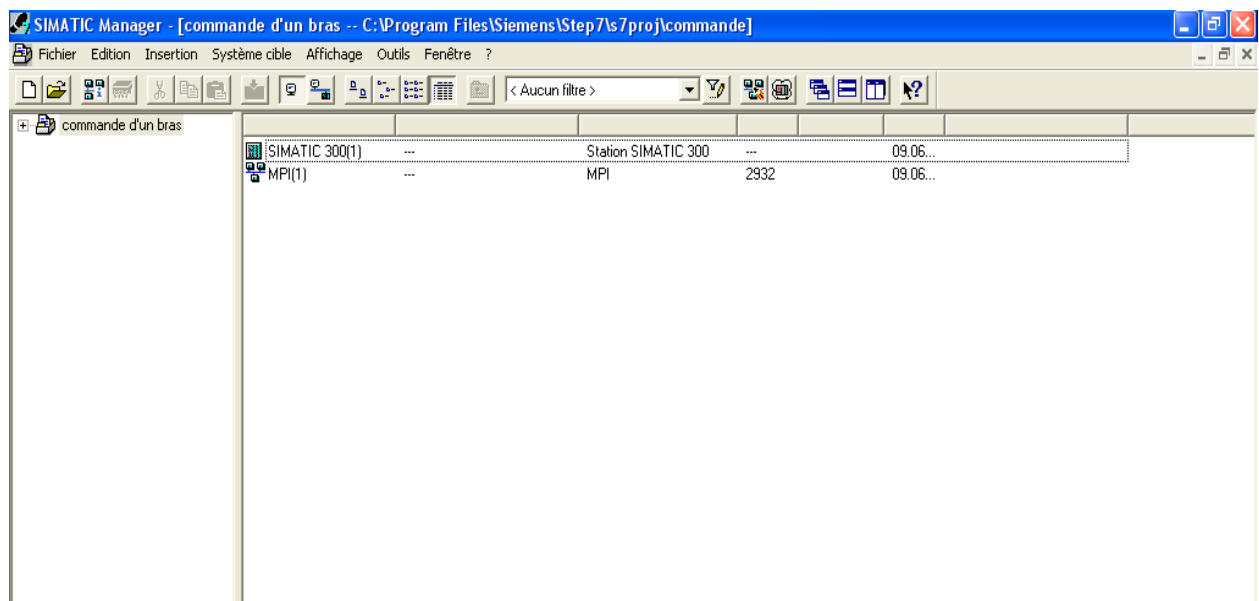 SIMATIC Manager - [commande d'un bras -- C:\Program Files\Siemens\Step7\s7proj\commande]
Fichier Edition Insertion Système cible Affichage Outils Fenêtre ?
< Aucun filtre >
commande d'un bras
SIMATIC 300(1) --- Station SIMATIC 300 --- 09.06...
MPI(1) --- MPI 2932 09.06...